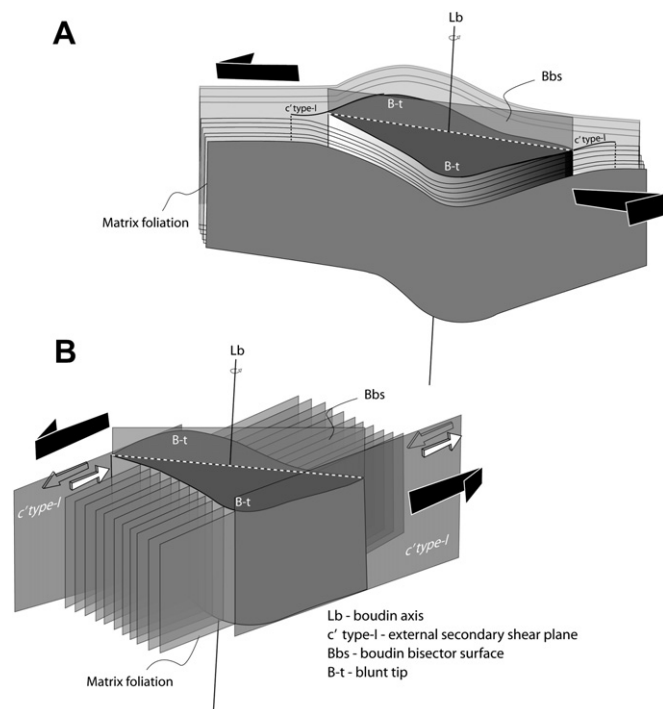 A
Lb
Bbs
c' type-I
B-t
c' type-I
B-t
Matrix foliation
B
Lb
Bbs
B-t
c' type-I
B-t
c' type-I
Lb - boudin axis
c' type-I - external secondary shear plane
Bbs - boudin bisector surface
B-t - blunt tip
Matrix foliation